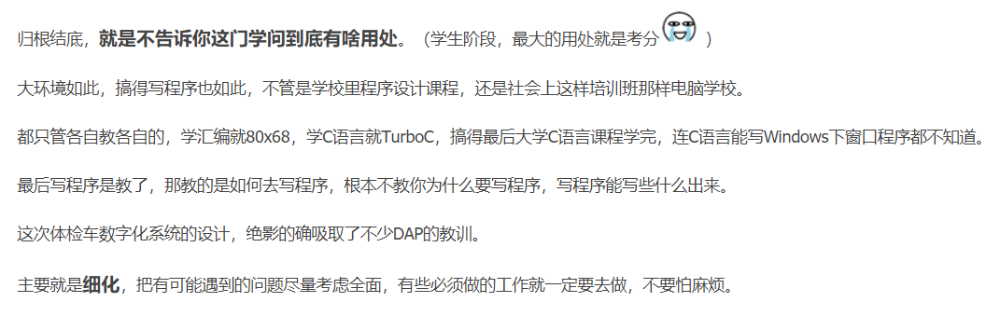 归根结底，就是不告诉你这门学问到底有啥用处。（学生阶段，最大的用处就是考分）
大环境如此，搞得写程序也如此，不管是学校里程序设计课程，还是社会上这样培训班那样电脑学校。
都只管各自教各自的，学汇编就80x68，学C语言就TurboC，搞得最后大学C语言课程学完，连C语言能写Windows下窗口程序都不知道。
最后写程序是教了，那教的是如何去写程序，根本不教你为什么要写程序，写程序能写些什么出来。
这次体检车数字化系统的设计，绝影的确吸取了不少DAP的教训。
主要就是细化，把有可能遇到的问题尽量考虑全面，有些必须做的工作就一定要去做，不要怕麻烦。